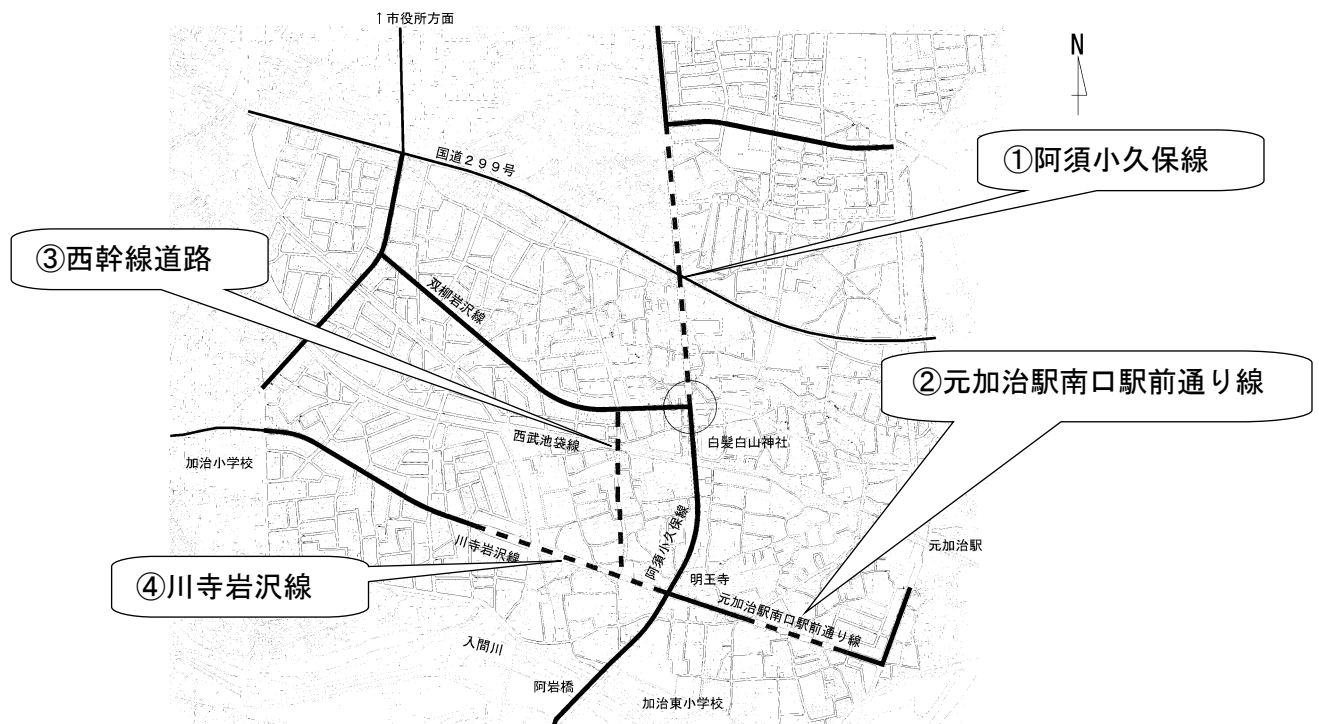 ↑市役所方面
N
国道299号
①阿須小久保線
③西幹線道路
双柳岩沢線
②元加治駅南口駅前通り線
西武池袋線
白髪白山神社
加治小学校
阿須小久保線
川寺岩沢線
元加治駅
④川寺岩沢線
明王寺
元加治駅南口駅前通り線
入間川
阿岩橋
加治東小学校